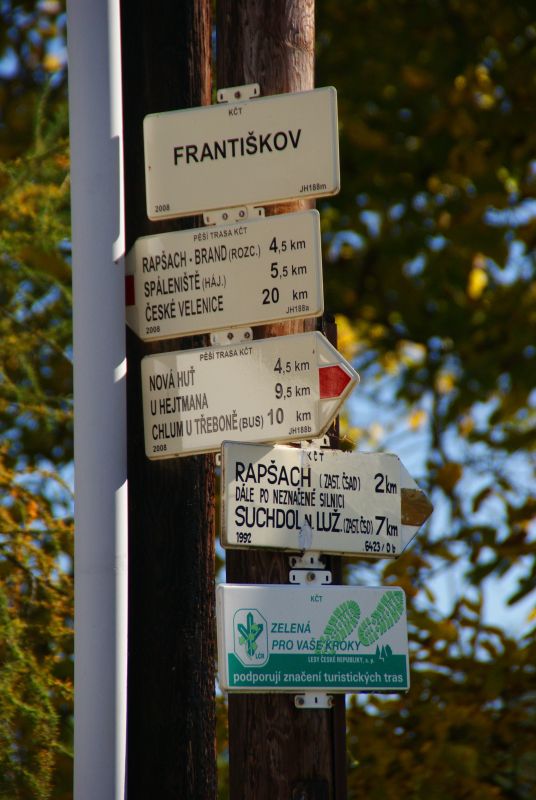 KČT
FRANTIŠKOV
2008 JH188m
PĚŠÍ TRASA KČT
RAPŠACH - BRAND (ROZC.) 4,5 km
SPÁLENIŠTĚ (HÁJ.) 5,5 km
ČESKÉ VELENICE 20 km
2008 JH188a
PĚŠÍ TRASA KČT
NOVÁ HUŤ 4,5 km
U HEJTMANA 9,5 km
CHLUM U TŘEBONĚ (BUS) 10 km
2008 JH188b
KČT
RAPŠACH (ZAST. ČSAD) 2 km
DÁLE PO NEZNAČENÉ SILNICI
SUCHDOL N. LUŽ. (ZAST. ČSD) 7 km
1992 6423/06
KČT
ZELENÁ
PRO VAŠE KROKY
LČR
LESY ČESKÉ REPUBLIKY, s. p.
podporují značení turistických tras